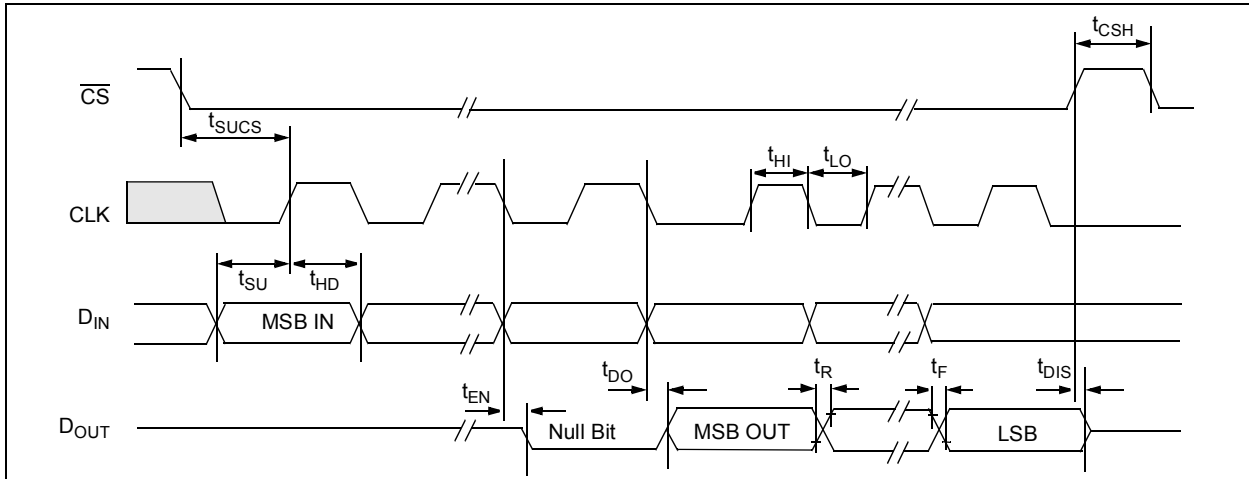 tCSH
CS
tSUCS
tHI
tLO
CLK
tSU
tHD
DIN
MSB IN
tDO
tR
tF
tDIS
tEN
DOUT
Null Bit
MSB OUT
LSB